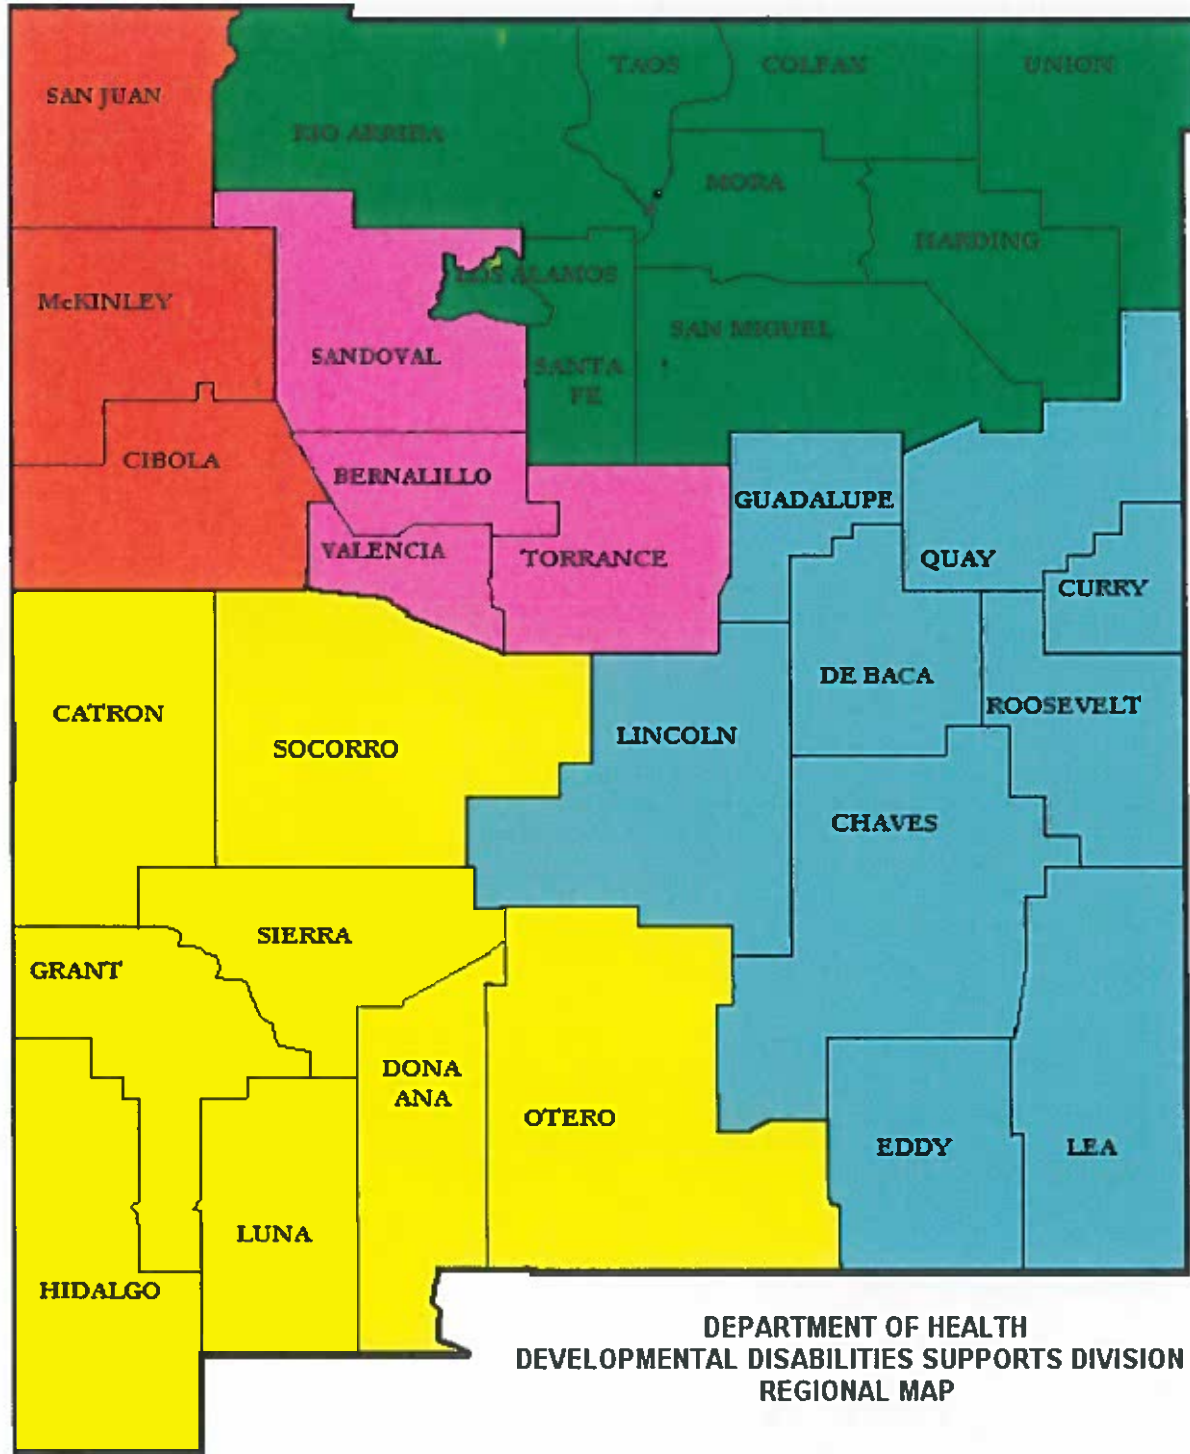 TAOS
COLFAX
UNION
SAN JUAN
RIO ARRIBA
MORA
HARDING
LOS ALAMOS
McKINLEY
SAN MIGUEL
SANDOVAL
SANTA
FE
CIBOLA
BERNALILLO
GUADALUPE
VALENCIA
TORRANCE
QUAY
CURRY
DE BACA
ROOSEVELT
CATRON
SOCORRO
LINCOLN
CHAVES
SIERRA
GRANT
DONA
ANA
OTERO
EDDY
LEA
LUNA
HIDALGO
DEPARTMENT OF HEALTH
DEVELOPMENTAL DISABILITIES SUPPORTS DIVISION
REGIONAL MAP